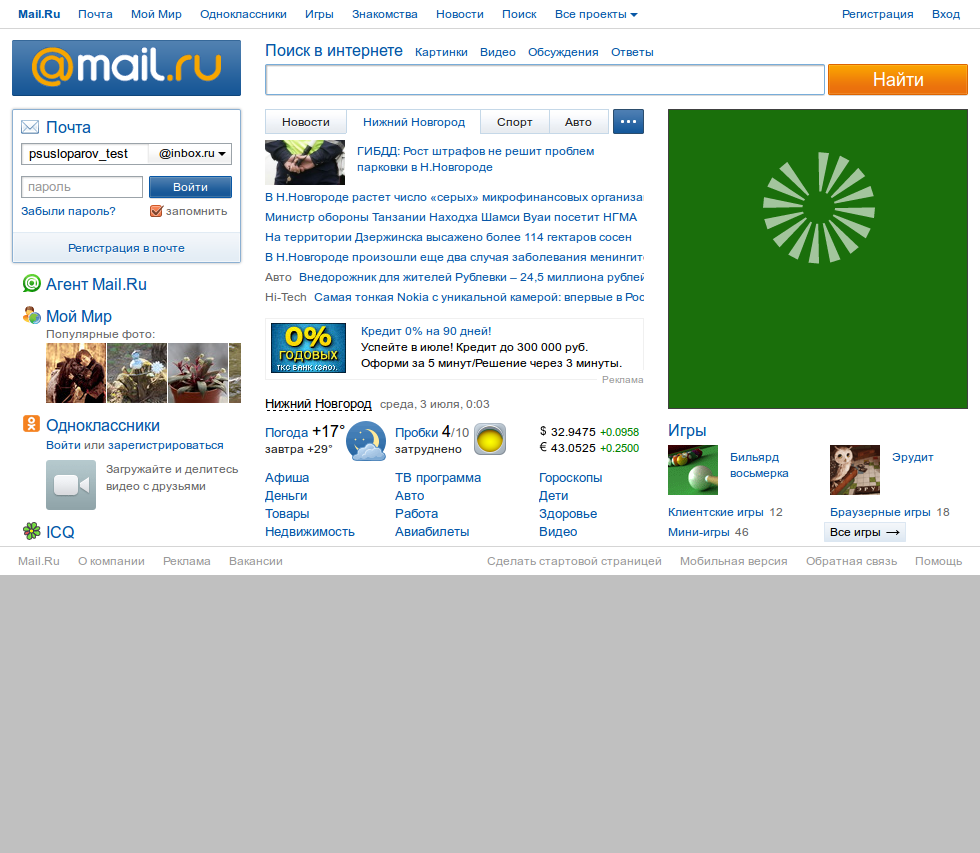 Mail.Ru Почта Мой Мир Одноклассники Игры Знакомства Новости Поиск Все проекты Регистрация Вход
@mail.ru
Поиск в интернете Картинки Видео Обсуждения Ответы
Найти
Почта
psusloparov_test @inbox.ru
пароль Войти
Забыли пароль? запомнить
Регистрация в почте
Агент Mail.Ru
Мой Мир
Популярные фото:
Одноклассники
Войти или зарегистрироваться
Загружайте и делитесь
видео с друзьями
ICQ
Новости Нижний Новгород Спорт Авто ...
ГИБДД: Рост штрафов не решит проблем
парковки в Н.Новгороде
В Н.Новгороде растет число «серых» микрофинансовых организа
Министр обороны Танзании Находха Шамси Вуаи посетит НГМА
На территории Дзержинска высажено более 114 гектаров сосен
В Н.Новгороде произошли еще два случая заболевания менингит
Авто Внедорожник для жителей Рублевки – 24,5 миллиона рублей
Hi-Tech Самая тонкая Nokia с уникальной камерой: впервые в Рос
0%
ГОДОВЫХ
ТКС БАНК (ЗАО).
Кредит 0% на 90 дней!
Успейте в июле! Кредит до 300 000 руб.
Оформи за 5 минут/Решение через 3 минуты.
Реклама
Нижний Новгород среда, 3 июля, 0:03
Погода +17° Пробки 4/10 $ 32.9475 +0.0958
завтра +29° затруднено € 43.0525 +0.2500
Афиша ТВ программа Гороскопы
Деньги Авто Дети
Товары Работа Здоровье
Недвижимость Авиабилеты Видео
Игры
Бильярд
восьмерка
Эрудит
Клиентские игры 12 Браузерные игры 18
Мини-игры 46 Все игры →
Mail.Ru О компании Реклама Вакансии Сделать стартовой страницей Мобильная версия Обратная связь Помощь